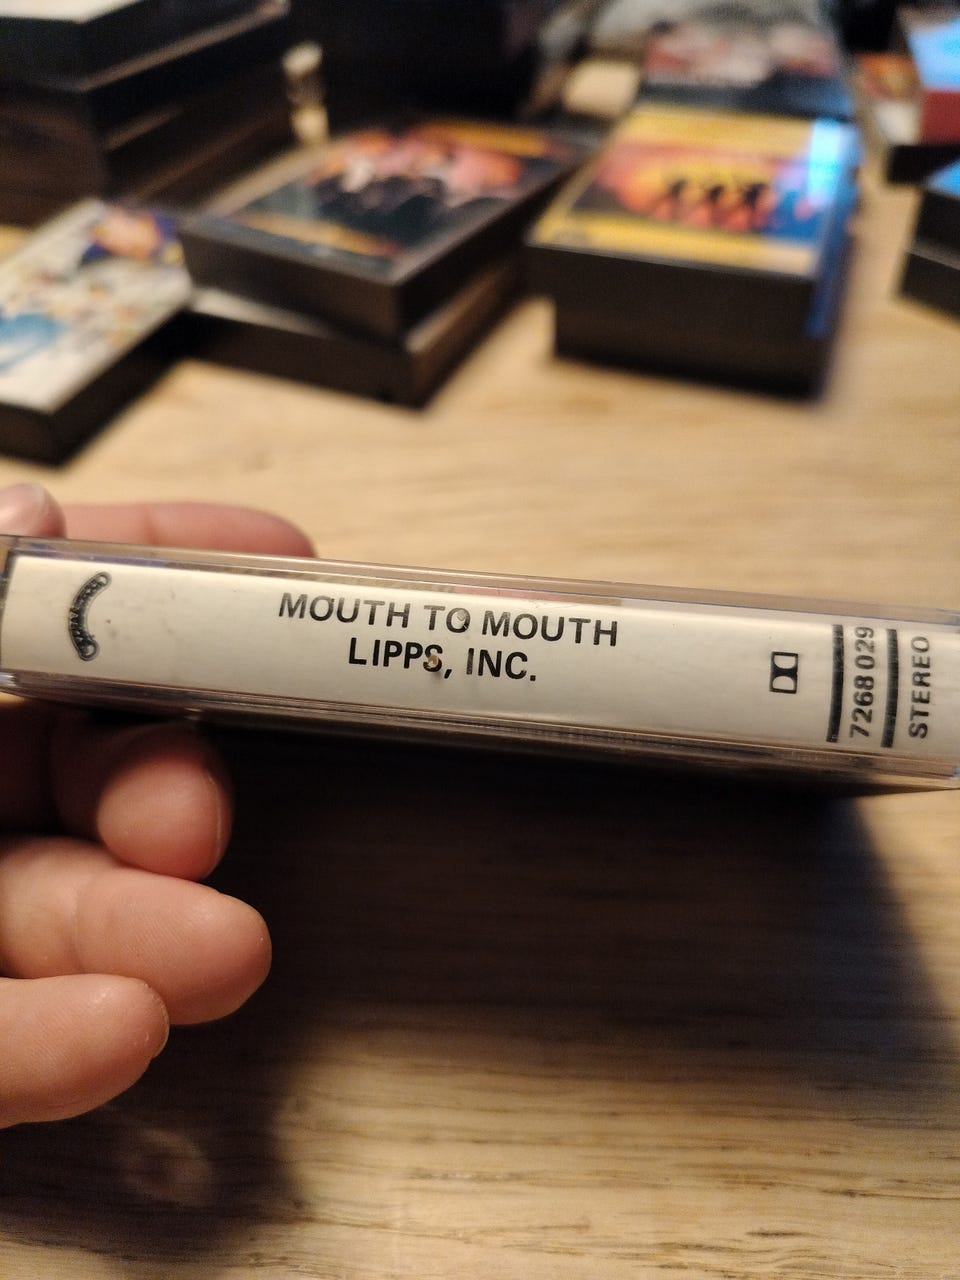 MOUTH TO MOUTH
LIPPS, INC.
7268 029
STEREO